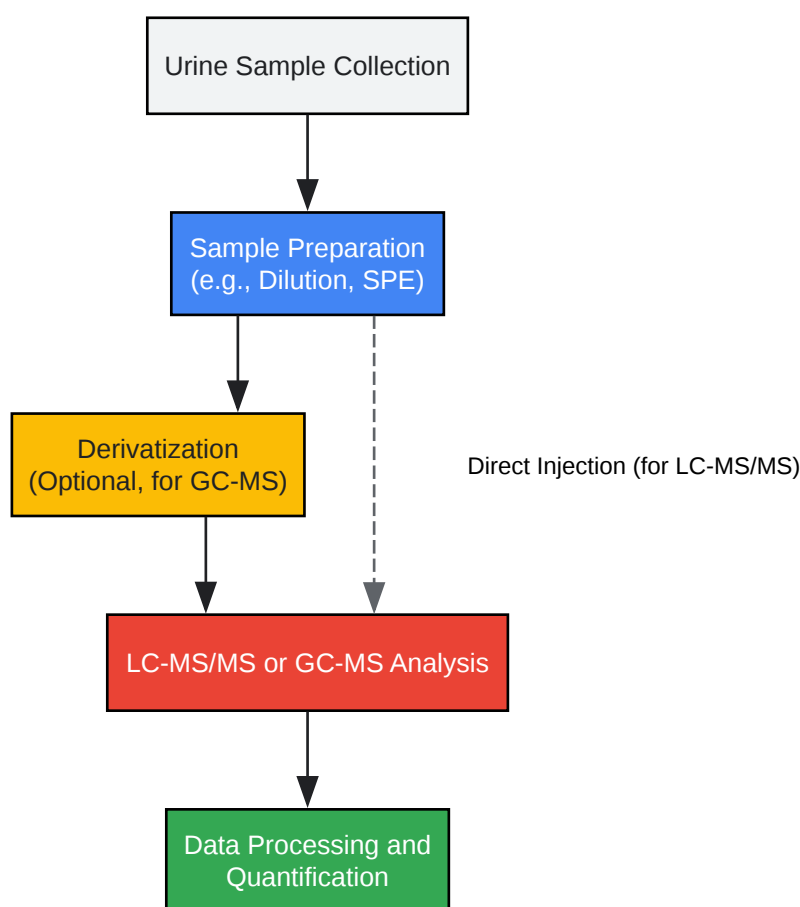 Urine Sample Collection
Sample Preparation
(e.g., Dilution, SPE)
Derivatization
(Optional, for GC-MS)
Direct Injection (for LC-MS/MS)
LC-MS/MS or GC-MS Analysis
Data Processing and
Quantification